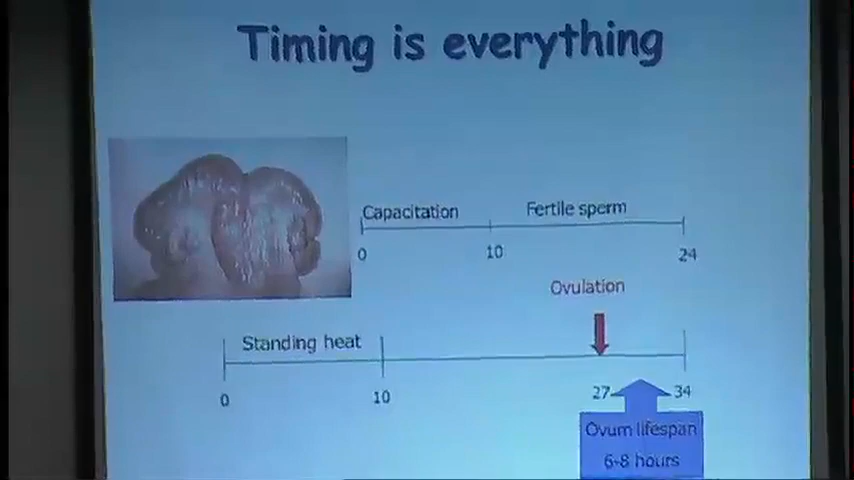 Timing is everything
Capacitation Fertile sperm
0 10 24
Ovulation
Standing heat
0 10 27 34
Ovum lifespan
6-8 hours